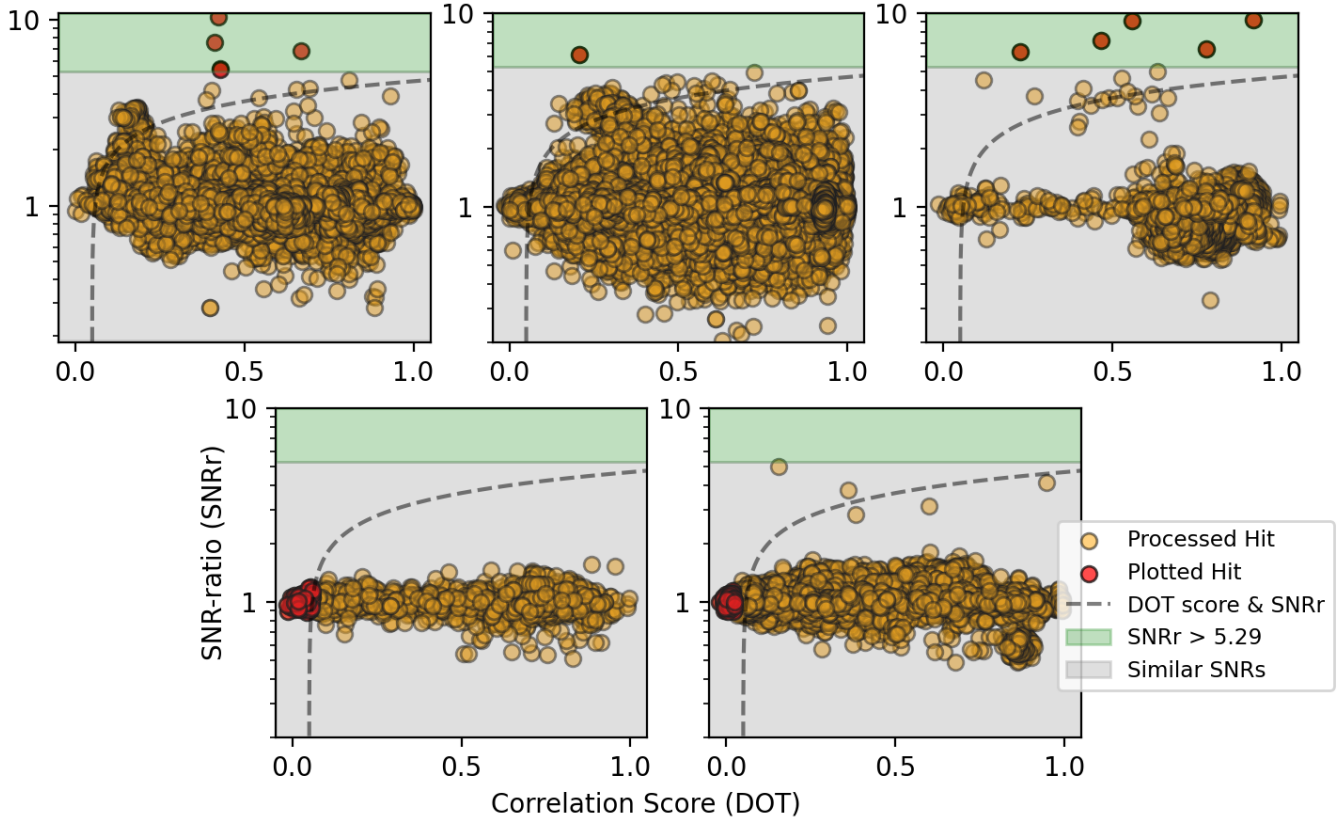 10
1
0.0 0.5 1.0
10
1
0.0 0.5 1.0
10
1
0.0 0.5 1.0
SNR-ratio (SNRr)
10
1
0.0 0.5 1.0
10
1
0.0 0.5 1.0
Processed Hit
Plotted Hit
DOT score & SNRr
SNRr > 5.29
Similar SNRs
Correlation Score (DOT)